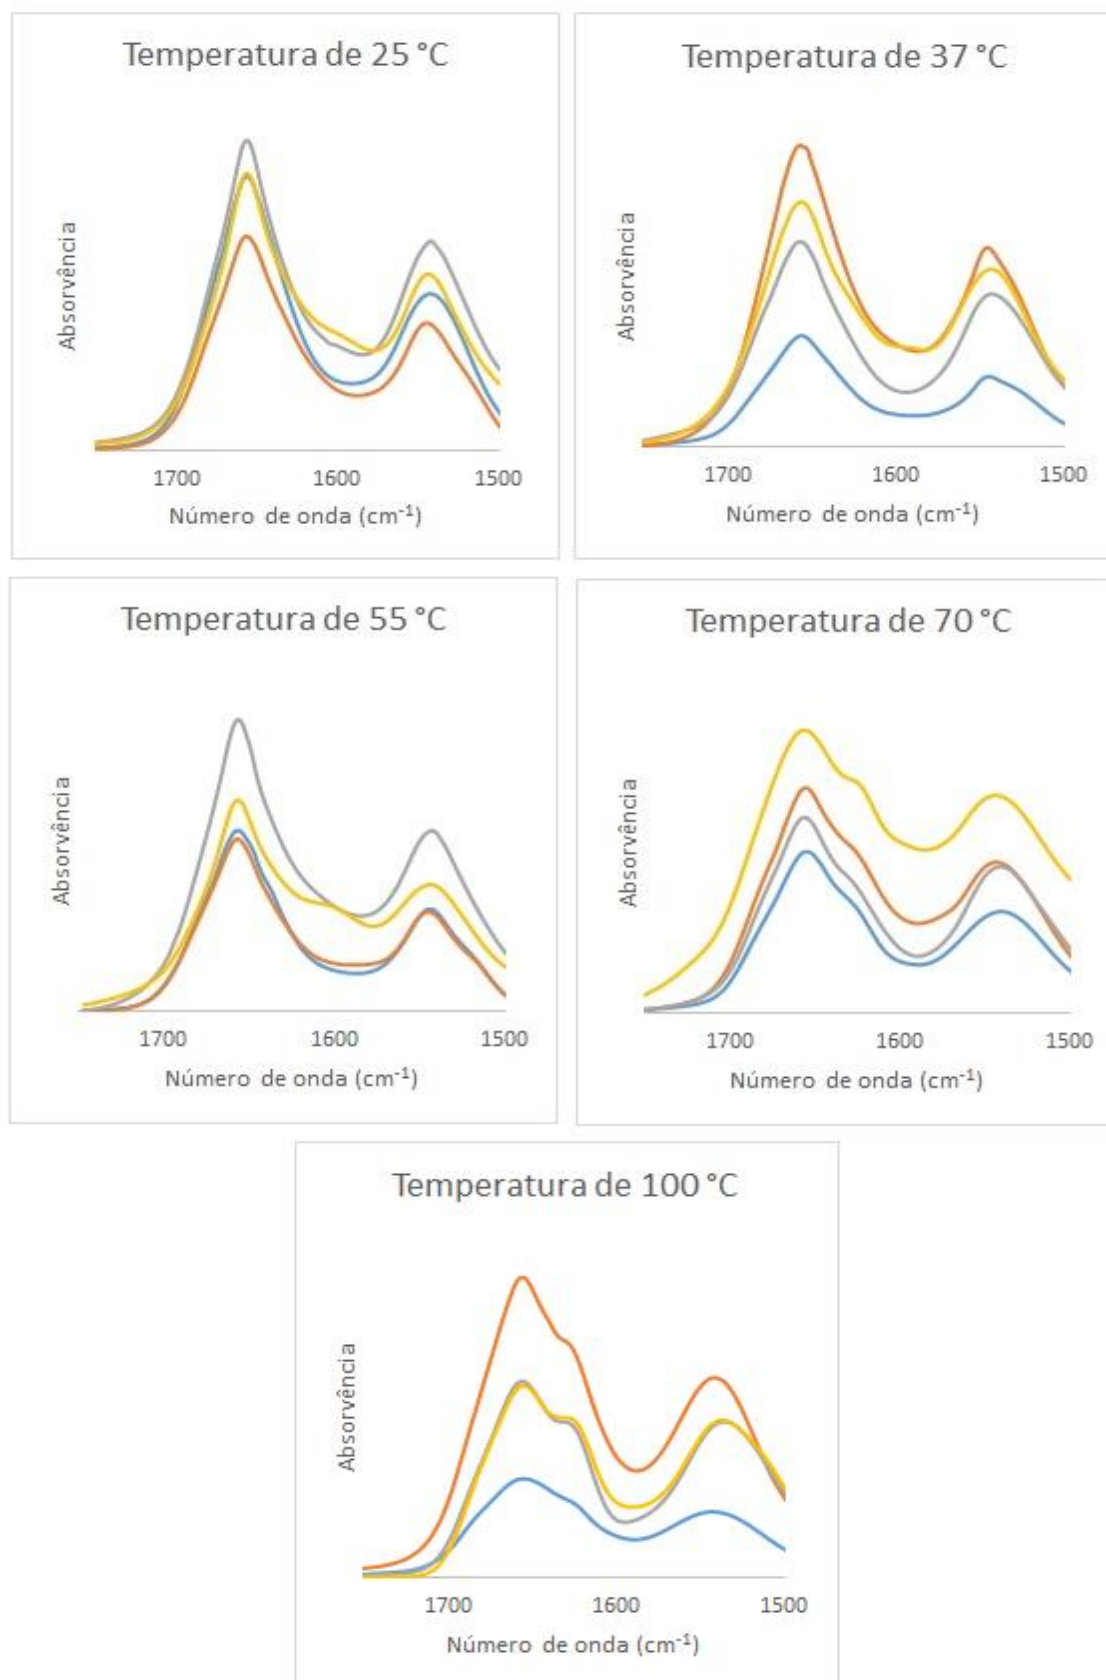 Temperatura de 25 °C
Absorvência
1700 1600 1500
Número de onda (cm⁻¹)
Temperatura de 37 °C
Absorvência
1700 1600 1500
Número de onda (cm⁻¹)
Temperatura de 55 °C
Absorvência
1700 1600 1500
Número de onda (cm⁻¹)
Temperatura de 70 °C
Absorvência
1700 1600 1500
Número de onda (cm⁻¹)
Temperatura de 100 °C
Absorvência
1700 1600 1500
Número de onda (cm⁻¹)